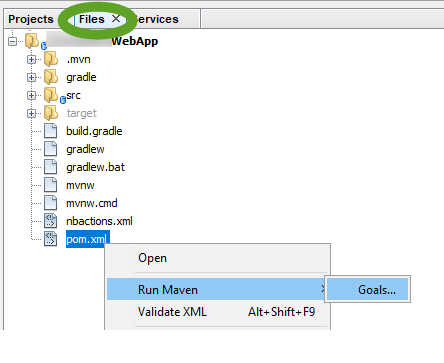 Projects Files × Services
WebApp
.mvn
gradle
src
target
build.gradle
gradlew
gradlew.bat
mvnw
mvnw.cmd
nbactions.xml
pom.xml
Open
Run Maven Goals...
Validate XML Alt+Shift+F9